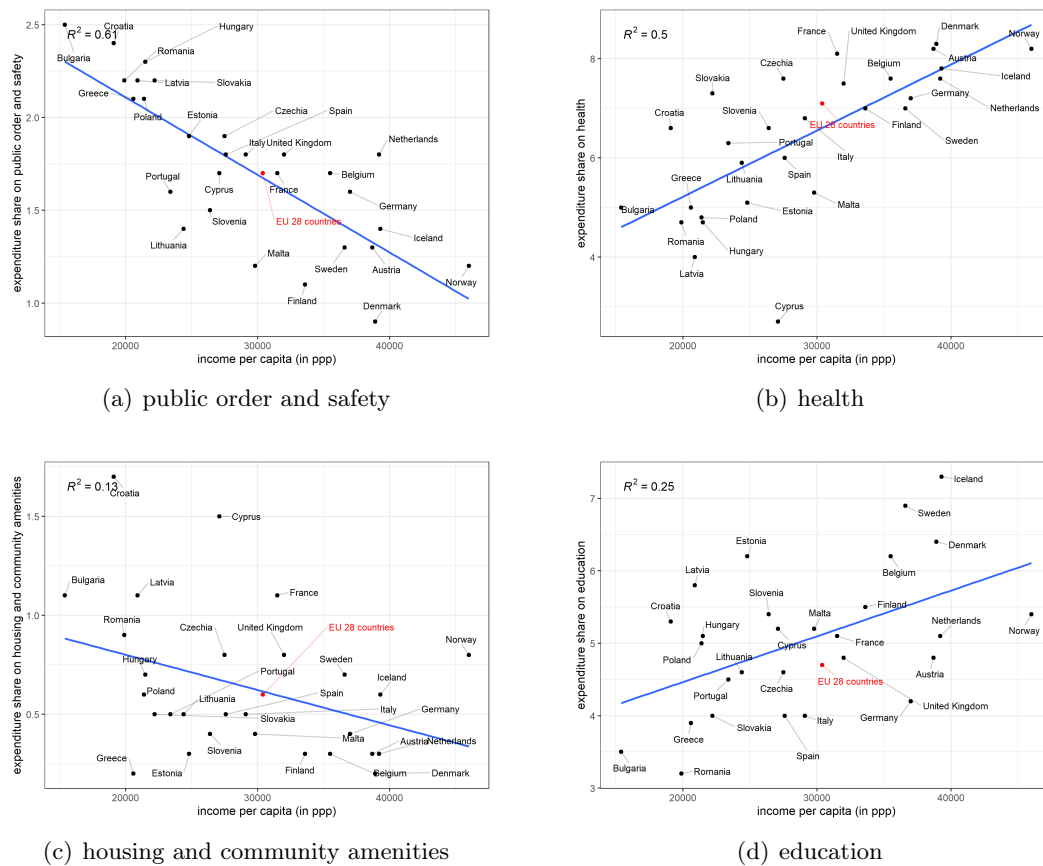 2.5
2.0
1.5
1.0
expenditure share on public order and safety
R² = 0.61
Croatia
Hungary
Romania
Bulgaria
Latvia
Slovakia
Greece
Poland
Estonia
Czechia
Spain
Italy
United Kingdom
Netherlands
Portugal
Cyprus
France
Belgium
Germany
Slovenia
EU 28 countries
Lithuania
Malta
Iceland
Sweden
Austria
Norway
Finland
Denmark
20000
30000
40000
income per capita (in ppp)
(a) public order and safety
8
6
4
expenditure share on health
R² = 0.5
Denmark
France
United Kingdom
Norway
Austria
Czechia
Belgium
Iceland
Slovakia
Germany
Netherlands
Croatia
Slovenia
EU 28 countries
Finland
Sweden
Portugal
Italy
Greece
Lithuania
Spain
Bulgaria
Poland
Estonia
Malta
Romania
Hungary
Latvia
Cyprus
20000
30000
40000
income per capita (in ppp)
(b) health
1.5
1.0
0.5
expenditure share on housing and community amenities
R² = 0.13
Croatia
Cyprus
Bulgaria
Latvia
France
Romania
Czechia
United Kingdom
EU 28 countries
Norway
Hungary
Portugal
Sweden
Iceland
Poland
Lithuania
Spain
Slovakia
Italy
Germany
Slovenia
Malta
Austria
Netherlands
Greece
Estonia
Finland
Belgium
Denmark
20000
30000
40000
income per capita (in ppp)
(c) housing and community amenities
7
6
5
4
3
expenditure share on education
R² = 0.25
Iceland
Sweden
Estonia
Denmark
Latvia
Belgium
Croatia
Slovenia
Malta
Finland
Hungary
Netherlands
Norway
Poland
Lithuania
Cyprus
France
Portugal
Czechia
EU 28 countries
Austria
Greece
Slovakia
Spain
Italy
Germany
United Kingdom
Bulgaria
Romania
20000
30000
40000
income per capita (in ppp)
(d) education